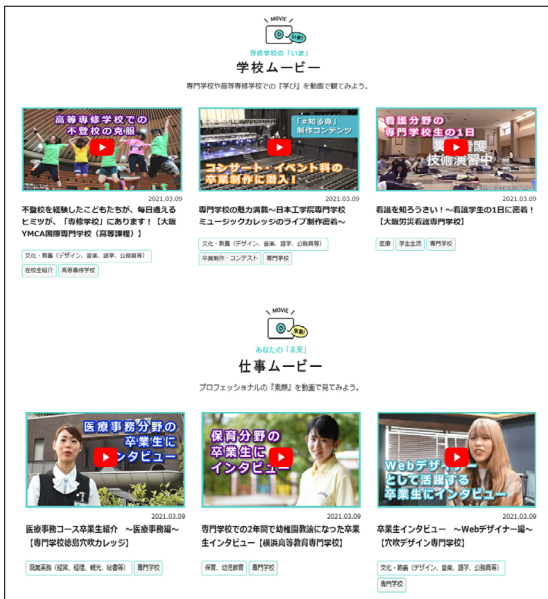 MOVIE
いま!
専修学校の「いま」
学校ムービー
専門学校や高等専修学校での『学び』を動画で観てみよう。
高等専修学校での
不登校の克服
2021.03.09
不登校を経験したこどもたちが、毎日通える
ヒミツが、「専修学校」にあります!【大阪
YMCA国際専門学校(高等課程)】
文化・教養(デザイン、音楽、語学、公務員等)
在校生紹介
高等専修学校
「#知る専」
制作コンテンツ
コンサート・イベント科の
卒業制作に潜入!
2021.03.09
専門学校の魅力満載~日本工学院専門学校
ミュージックカレッジのライブ制作密着~
文化・教養(デザイン、音楽、語学、公務員等)
卒業制作・コンテスト
専門学校
看護分野の
専門学校生の1日
技術演習中
2021.03.09
看護を知ろうさい!~看護学生の1日に密着!
【大阪労災看護専門学校】
医療
学生生活
専門学校
MOVIE
未来!
あなたの「未来」
仕事ムービー
プロフェッショナルの『素顔』を動画で見てみよう。
医療事務分野の
卒業生に
インタビュー
2021.03.09
医療事務コース卒業生紹介 ~医療事務編~
【専門学校徳島穴吹カレッジ】
商業実務(経営、経理、観光、秘書等)
専門学校
保育分野の
卒業生に
インタビュー
2021.03.09
専門学校での2年間で幼稚園教諭になった卒業
生インタビュー【横浜高等教育専門学校】
保育、幼児教育
専門学校
Webデザイナー
として活躍する
卒業生にインタビュー
2021.03.09
卒業生インタビュー ~Webデザイナー編~
【穴吹デザイン専門学校】
文化・教養(デザイン、音楽、語学、公務員等)
専門学校